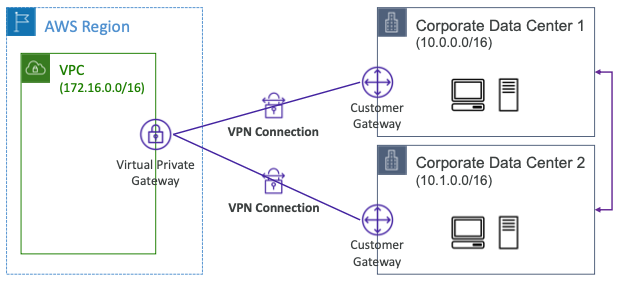 AWS Region
VPC
(172.16.0.0/16)
Virtual Private
Gateway
VPN Connection
VPN Connection
Corporate Data Center 1
(10.0.0.0/16)
Customer
Gateway
Corporate Data Center 2
(10.1.0.0/16)
Customer
Gateway